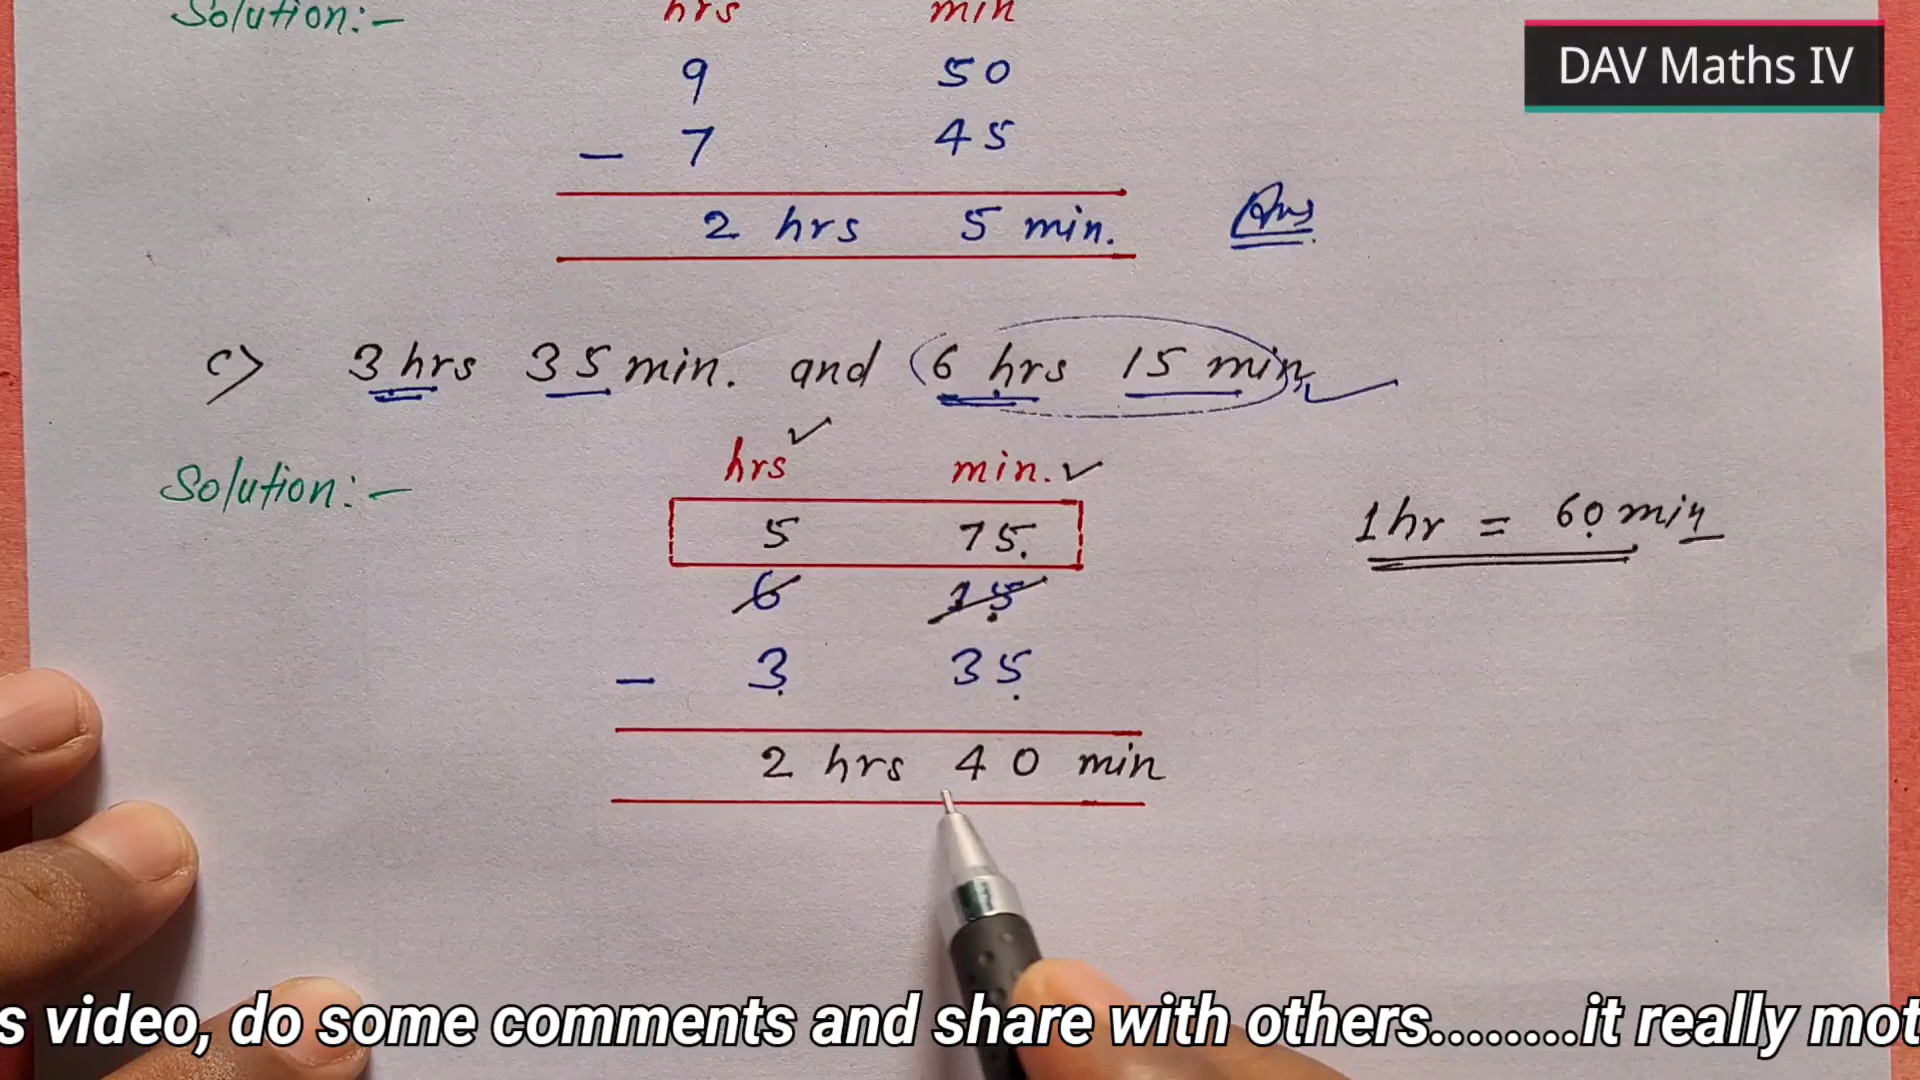 Solution:-
hrs min
DAV Maths IV
9 50
- 7 45
2 hrs 5 min.
Ans
c) 3 hrs 35 min. and 6 hrs 15 min
hrs min.
Solution:-
5 75
1 hr = 60 min
6 15
- 3 35
2 hrs 40 min
s video, do some comments and share with others........it really mot